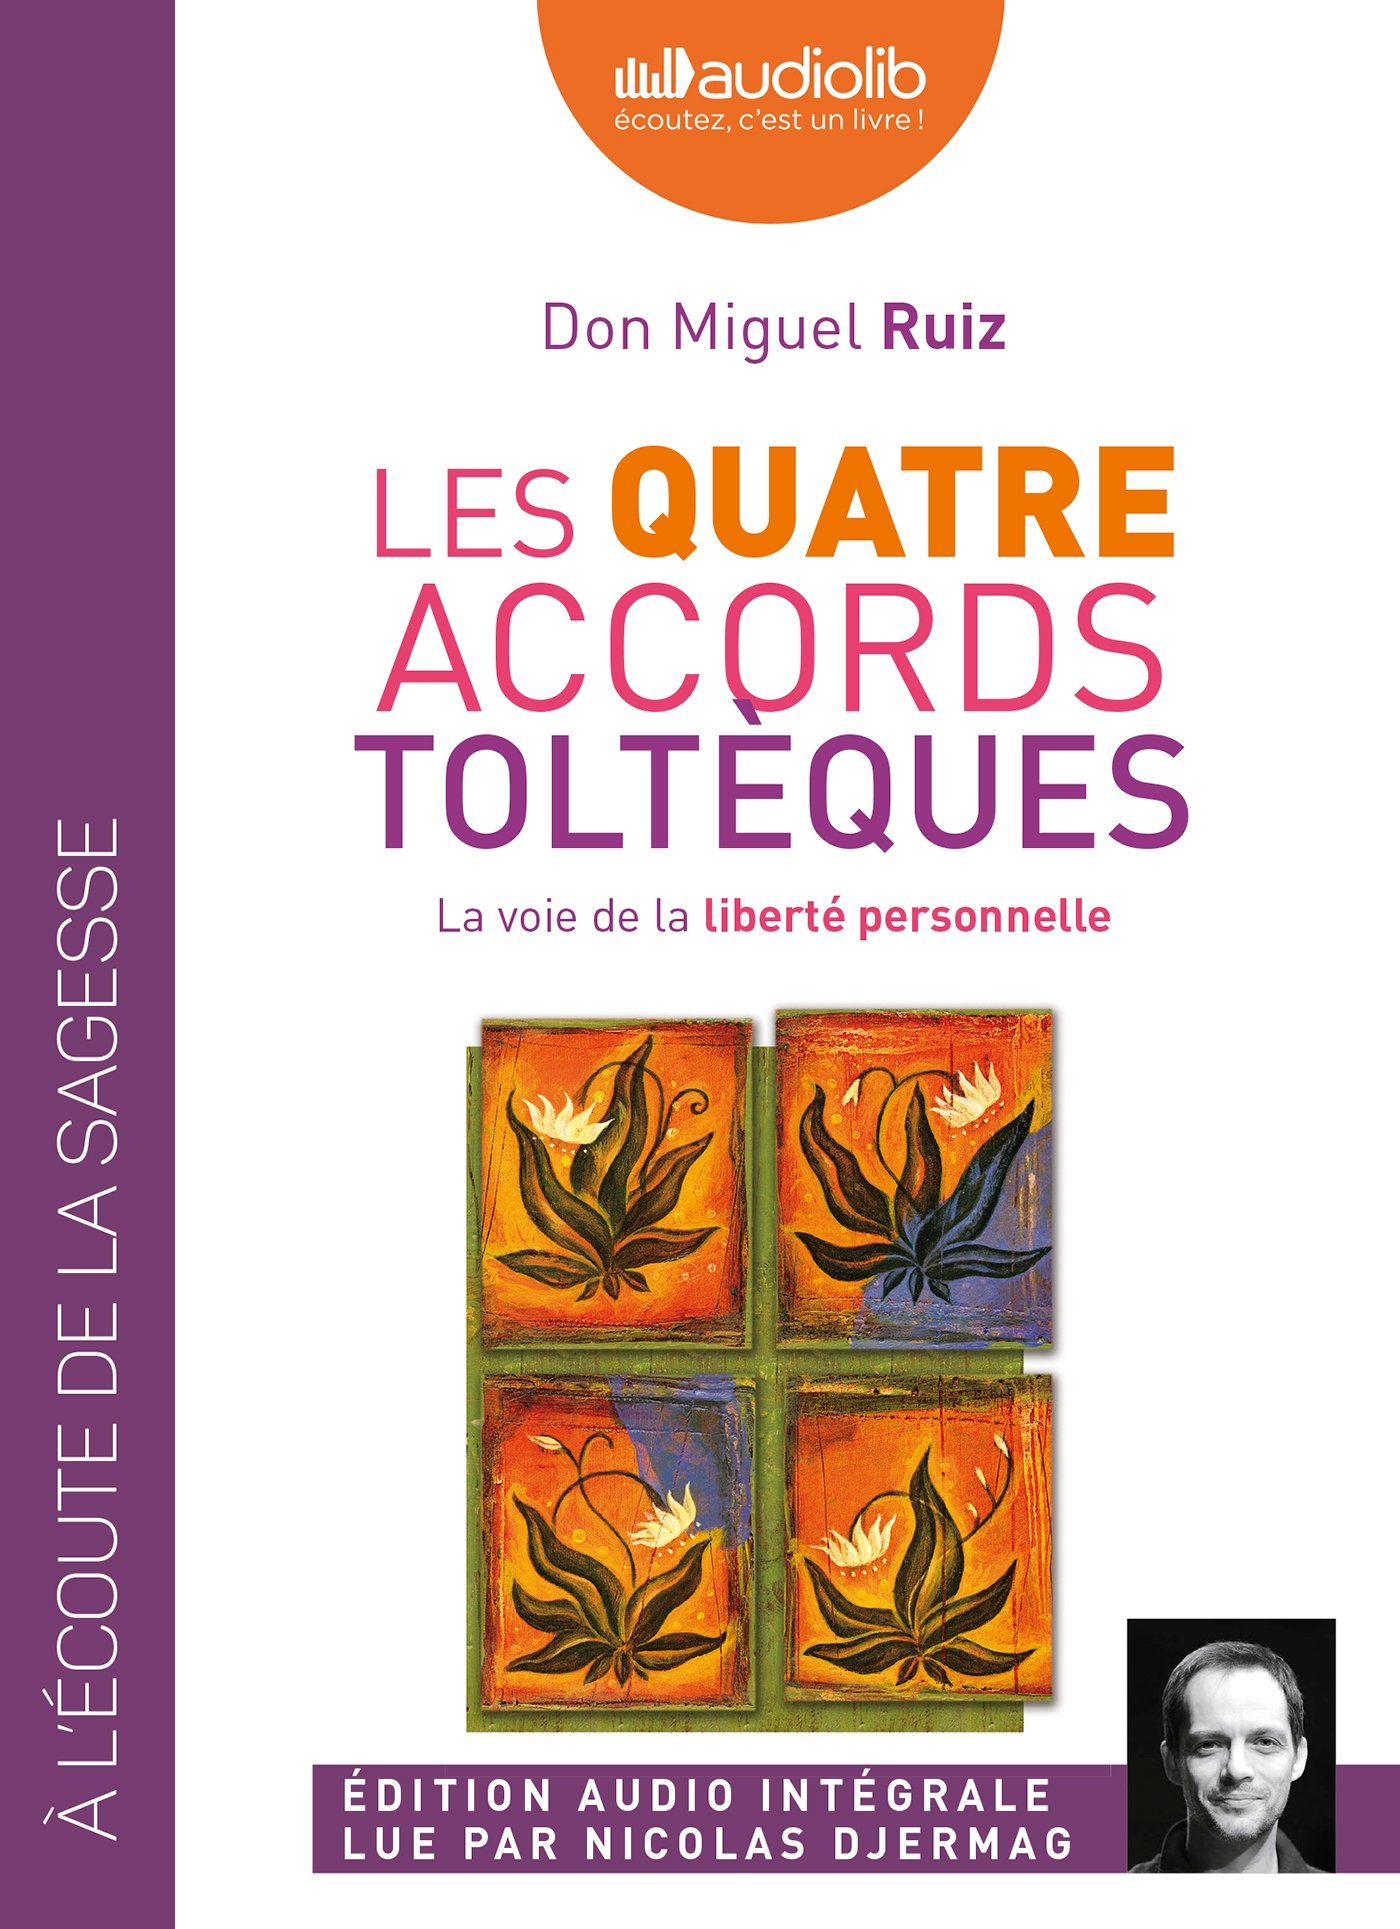 audiolib
écoutez, c'est un livre !
Don Miguel Ruiz
LES QUATRE
ACCORDS
TOLTÈQUES
La voie de la liberté personnelle
À L'ÉCOUTE DE LA SAGESSE
ÉDITION AUDIO INTÉGRALE
LUE PAR NICOLAS DJERMAG